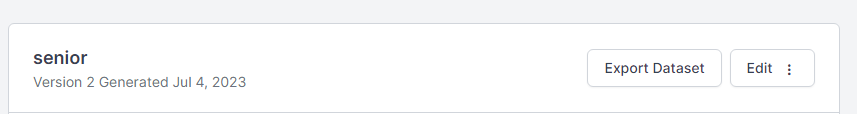 senior
Export Dataset
Edit
Version 2 Generated Jul 4, 2023